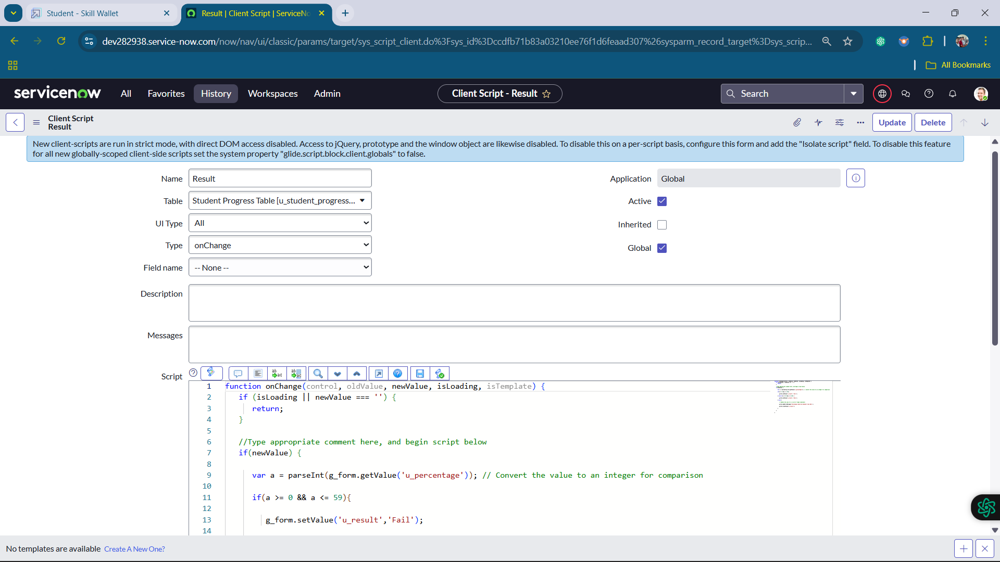 Student - Skill Wallet
Result | Client Script | ServiceNo
dev282938.service-now.com/now/nav/ui/classic/params/target/sys_script_client.do%3Fsys_id%3Dccdfb71b83a03210ee76f1d6feaad307%26sysparm_record_target%3Dsys_scrip...
All Bookmarks
servicenow
All
Favorites
History
Workspaces
Admin
Client Script - Result
Search
Client Script
Result
Update
Delete
New client-scripts are run in strict mode, with direct DOM access disabled. Access to jQuery, prototype and the window object are likewise disabled. To disable this on a per-script basis, configure this form and add the "Isolate script" field. To disable this feature
for all new globally-scoped client-side scripts set the system property "glide.script.block.client.globals" to false.
Name Result
Application Global
Table Student Progress Table [u_student_progress...
Active
UI Type All
Inherited
Type onChange
Global
Field name -- None --
Description
Messages
Script
1 function onChange(control, oldValue, newValue, isLoading, isTemplate) {
2 if (isLoading || newValue === '') {
3 return;
4 }
5
6 //Type appropriate comment here, and begin script below
7 if(newValue) {
8
9 var a = parseInt(g_form.getValue('u_percentage')); // Convert the value to an integer for comparison
10
11 if(a >= 0 && a <= 59){
12
13 g_form.setValue('u_result','Fail');
14
No templates are available Create A New One?